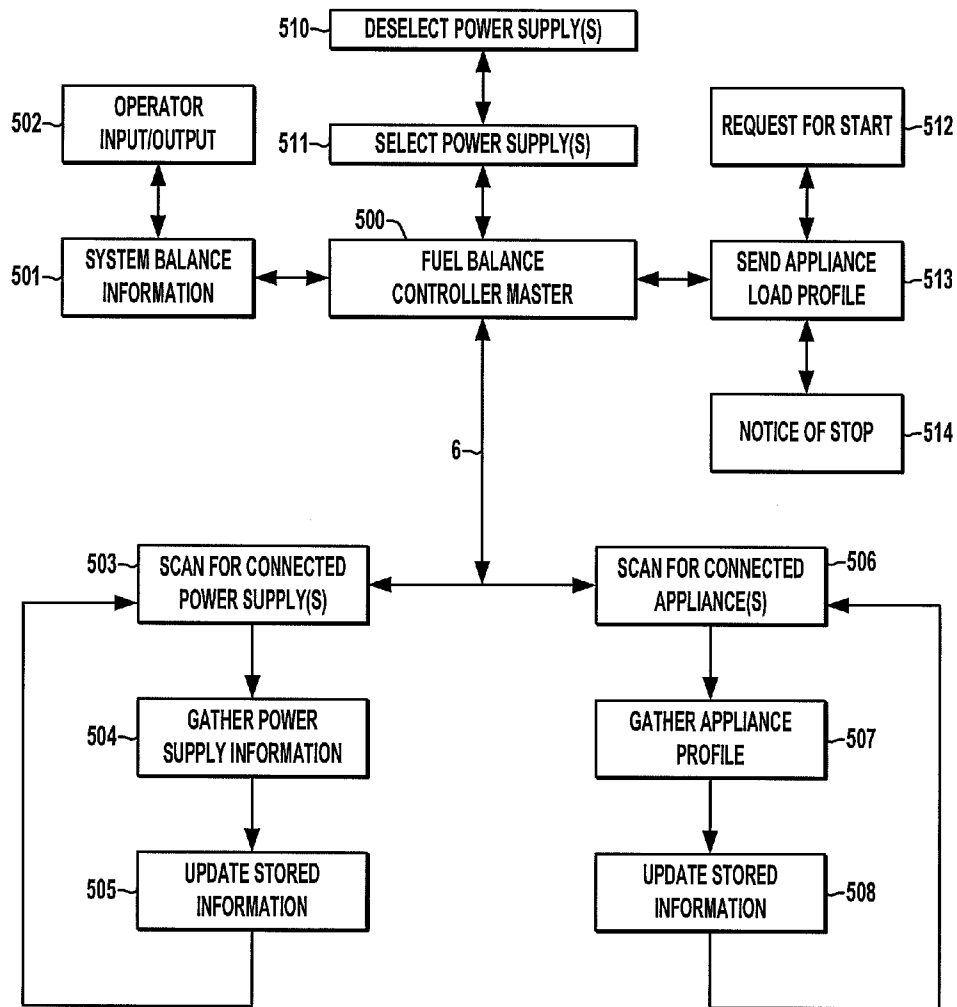 510
DESELECT POWER SUPPLY(S)
502
OPERATOR
INPUT/OUTPUT
511
SELECT POWER SUPPLY(S)
REQUEST FOR START
512
500
501
SYSTEM BALANCE
INFORMATION
FUEL BALANCE
CONTROLLER MASTER
SEND APPLIANCE
LOAD PROFILE
513
6
NOTICE OF STOP
514
503
SCAN FOR CONNECTED
POWER SUPPLY(S)
SCAN FOR CONNECTED
APPLIANCE(S)
506
504
GATHER POWER
SUPPLY INFORMATION
GATHER APPLIANCE
PROFILE
507
505
UPDATE STORED
INFORMATION
UPDATE STORED
INFORMATION
508